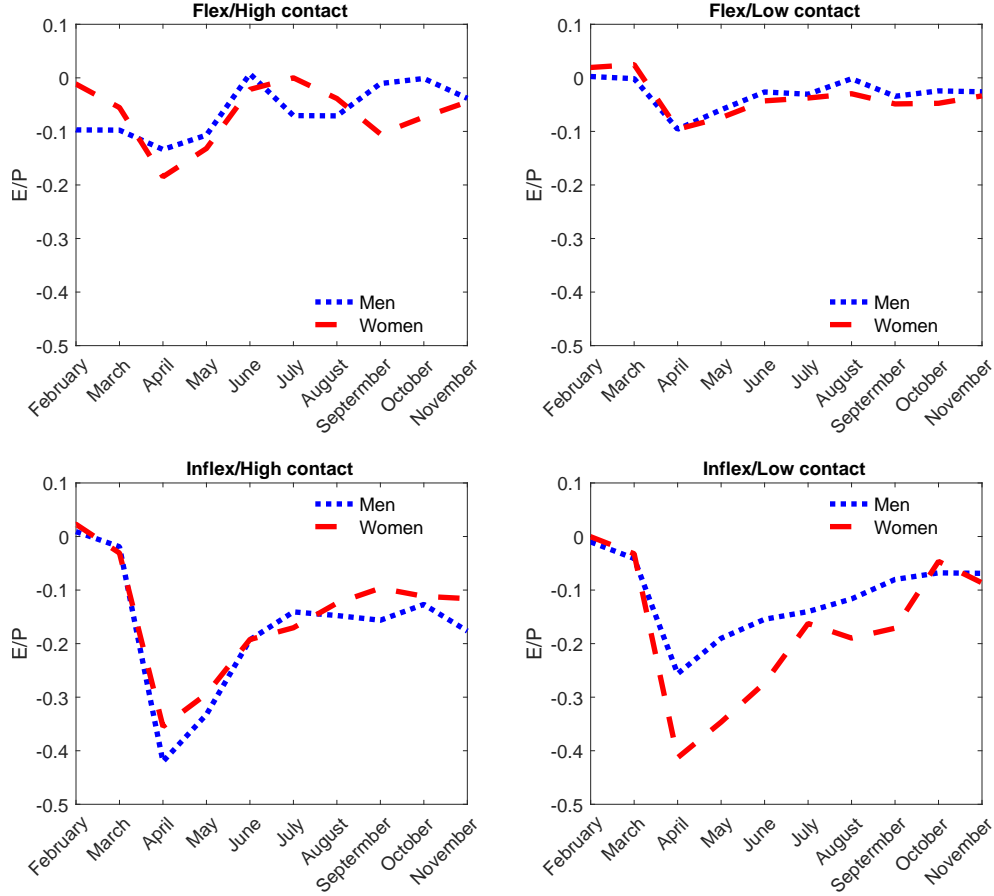 Flex/High contact
0.1
0
-0.1
-0.2
-0.3
-0.4
-0.5
E/P
Men
Women
February
March
April
May
June
July
August
Septermber
October
November
Flex/Low contact
0.1
0
-0.1
-0.2
-0.3
-0.4
-0.5
E/P
Men
Women
February
March
April
May
June
July
August
Septermber
October
November
Inflex/High contact
0.1
0
-0.1
-0.2
-0.3
-0.4
-0.5
E/P
Men
Women
February
March
April
May
June
July
August
Septermber
October
November
Inflex/Low contact
0.1
0
-0.1
-0.2
-0.3
-0.4
-0.5
E/P
Men
Women
February
March
April
May
June
July
August
Septermber
October
November